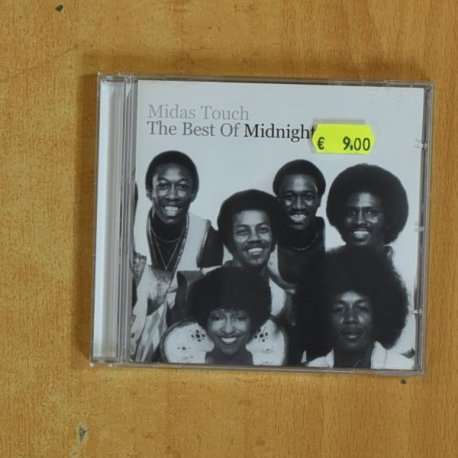 Midas Touch
The Best Of Midnight
€ 9,00